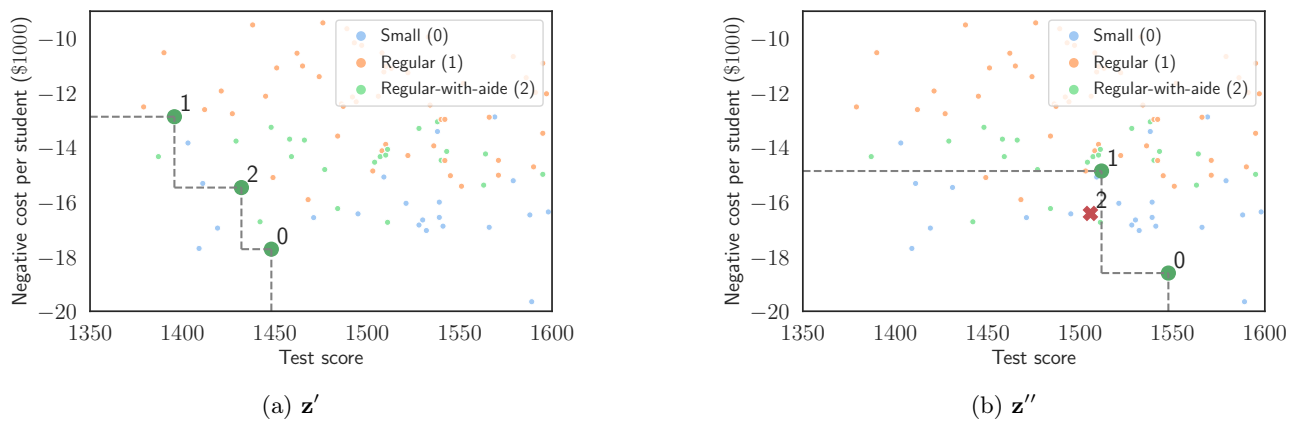 Negative cost per student ($1000)
−10
−12
−14
−16
−18
−20
1350
1400
1450
1500
1550
1600
Test score
Small (0)
Regular (1)
Regular-with-aide (2)
1
2
0
(a) z′
Negative cost per student ($1000)
−10
−12
−14
−16
−18
−20
1350
1400
1450
1500
1550
1600
Test score
Small (0)
Regular (1)
Regular-with-aide (2)
1
2
0
(b) z′′